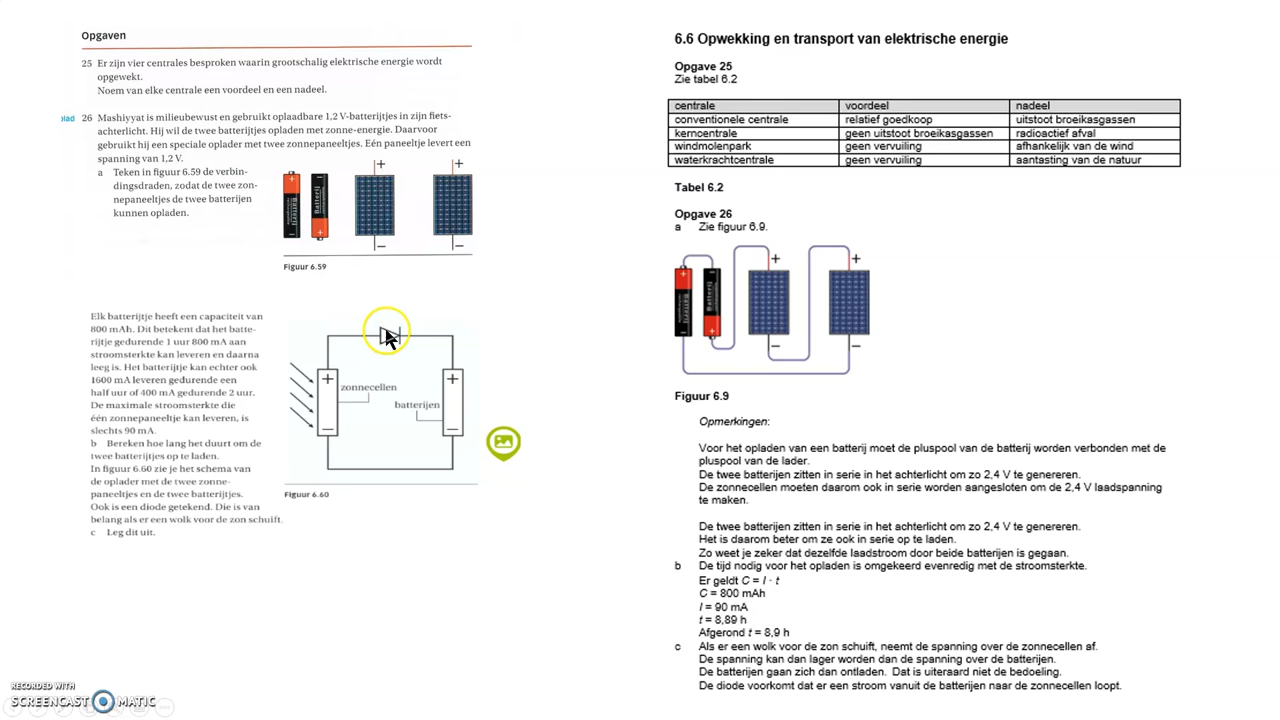 Opgaven
25 Er zijn vier centrales besproken waarin grootschalig elektrische energie wordt
opgewekt.
Noem van elke centrale een voordeel en een nadeel.
lad 26 Mashiyyat is milieubewust en gebruikt oplaadbare 1,2 V-batterijtjes in zijn fiets-
achterlicht. Hij wil de twee batterijtjes opladen met zonne-energie. Daarvoor
gebruikt hij een speciale oplader met twee zonnepaneeltjes. Eén paneeltje levert een
spanning van 1,2 V.
a Teken in figuur 6.59 de verbin-
dingsdraden, zodat de twee zon-
nepaneeltjes de twee batterijen
kunnen opladen.
+
+
Batterij
Batterij
−
−
Figuur 6.59
Elk batterijtje heeft een capaciteit van
800 mAh. Dit betekent dat het batte-
rijtje gedurende 1 uur 800 mA aan
stroomsterkte kan leveren en daarna
leeg is. Het batterijtje kan echter ook
1600 mA leveren gedurende een
half uur of 400 mA gedurende 2 uur.
De maximale stroomsterkte die
één zonnepaneeltje kan leveren, is
slechts 90 mA.
b Bereken hoe lang het duurt om de
twee batterijtjes op te laden.
In figuur 6.60 zie je het schema van
de oplader met de twee zonne-
paneeltjes en de twee batterijtjes.
Ook is een diode getekend. Die is van
belang als er een wolk voor de zon schuift.
c Leg dit uit.
+
+
zonnecellen
batterijen
−
−
Figuur 6.60
RECORDED WITH
SCREENCAST MATIC
6.6 Opwekking en transport van elektrische energie
Opgave 25
Zie tabel 6.2
centrale voordeel nadeel
conventionele centrale relatief goedkoop uitstoot broeikasgassen
kerncentrale geen uitstoot broeikasgassen radioactief afval
windmolenpark geen vervuiling afhankelijk van de wind
waterkrachtcentrale geen vervuiling aantasting van de natuur
Tabel 6.2
Opgave 26
a Zie figuur 6.9.
+
+
Batterij
Batterij
−
−
Figuur 6.9
Opmerkingen:
Voor het opladen van een batterij moet de pluspool van de batterij worden verbonden met de
pluspool van de lader.
De twee batterijen zitten in serie in het achterlicht om zo 2,4 V te genereren.
De zonnecellen moeten daarom ook in serie worden aangesloten om de 2,4 V laadspanning
te maken.
De twee batterijen zitten in serie in het achterlicht om zo 2,4 V te genereren.
Het is daarom beter om ze ook in serie op te laden.
Zo weet je zeker dat dezelfde laadstroom door beide batterijen is gegaan.
b De tijd nodig voor het opladen is omgekeerd evenredig met de stroomsterkte.
Er geldt C = I · t
C = 800 mAh
I = 90 mA
t = 8,89 h
Afgerond t = 8,9 h
c Als er een wolk voor de zon schuift, neemt de spanning over de zonnecellen af.
De spanning kan dan lager worden dan de spanning over de batterijen.
De batterijen gaan zich dan ontladen. Dat is uiteraard niet de bedoeling.
De diode voorkomt dat er een stroom vanuit de batterijen naar de zonnecellen loopt.